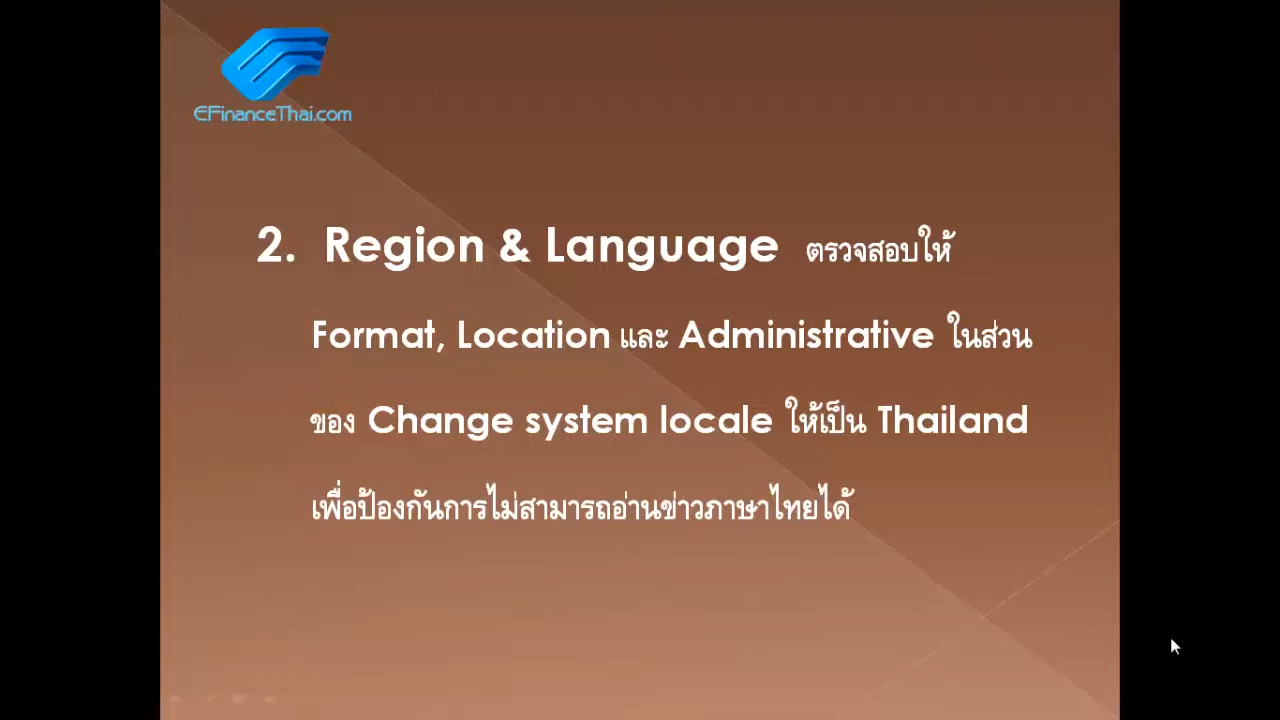 EFinanceThai.com
2. Region & Language ตรวจสอบให้
Format, Location และ Administrative ในส่วน
ของ Change system locale ให้เป็น Thailand
เพื่อป้องกันการไม่สามารถอ่านข่าวภาษาไทยได้